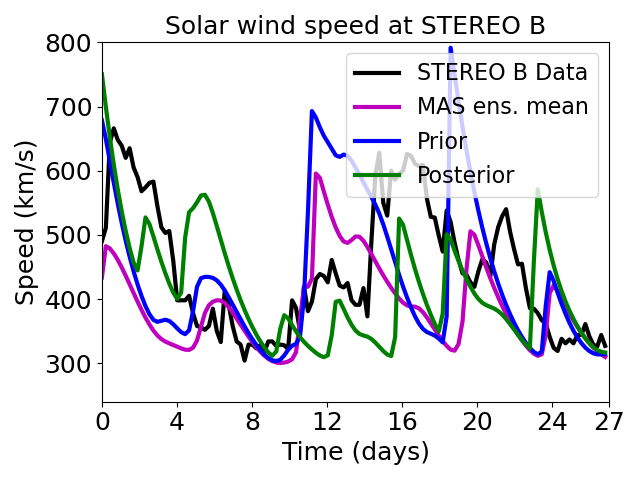 Solar wind speed at STEREO B
800
700
600
500
400
300
Speed (km/s)
STEREO B Data
MAS ens. mean
Prior
Posterior
0 4 8 12 16 20 24 27
Time (days)